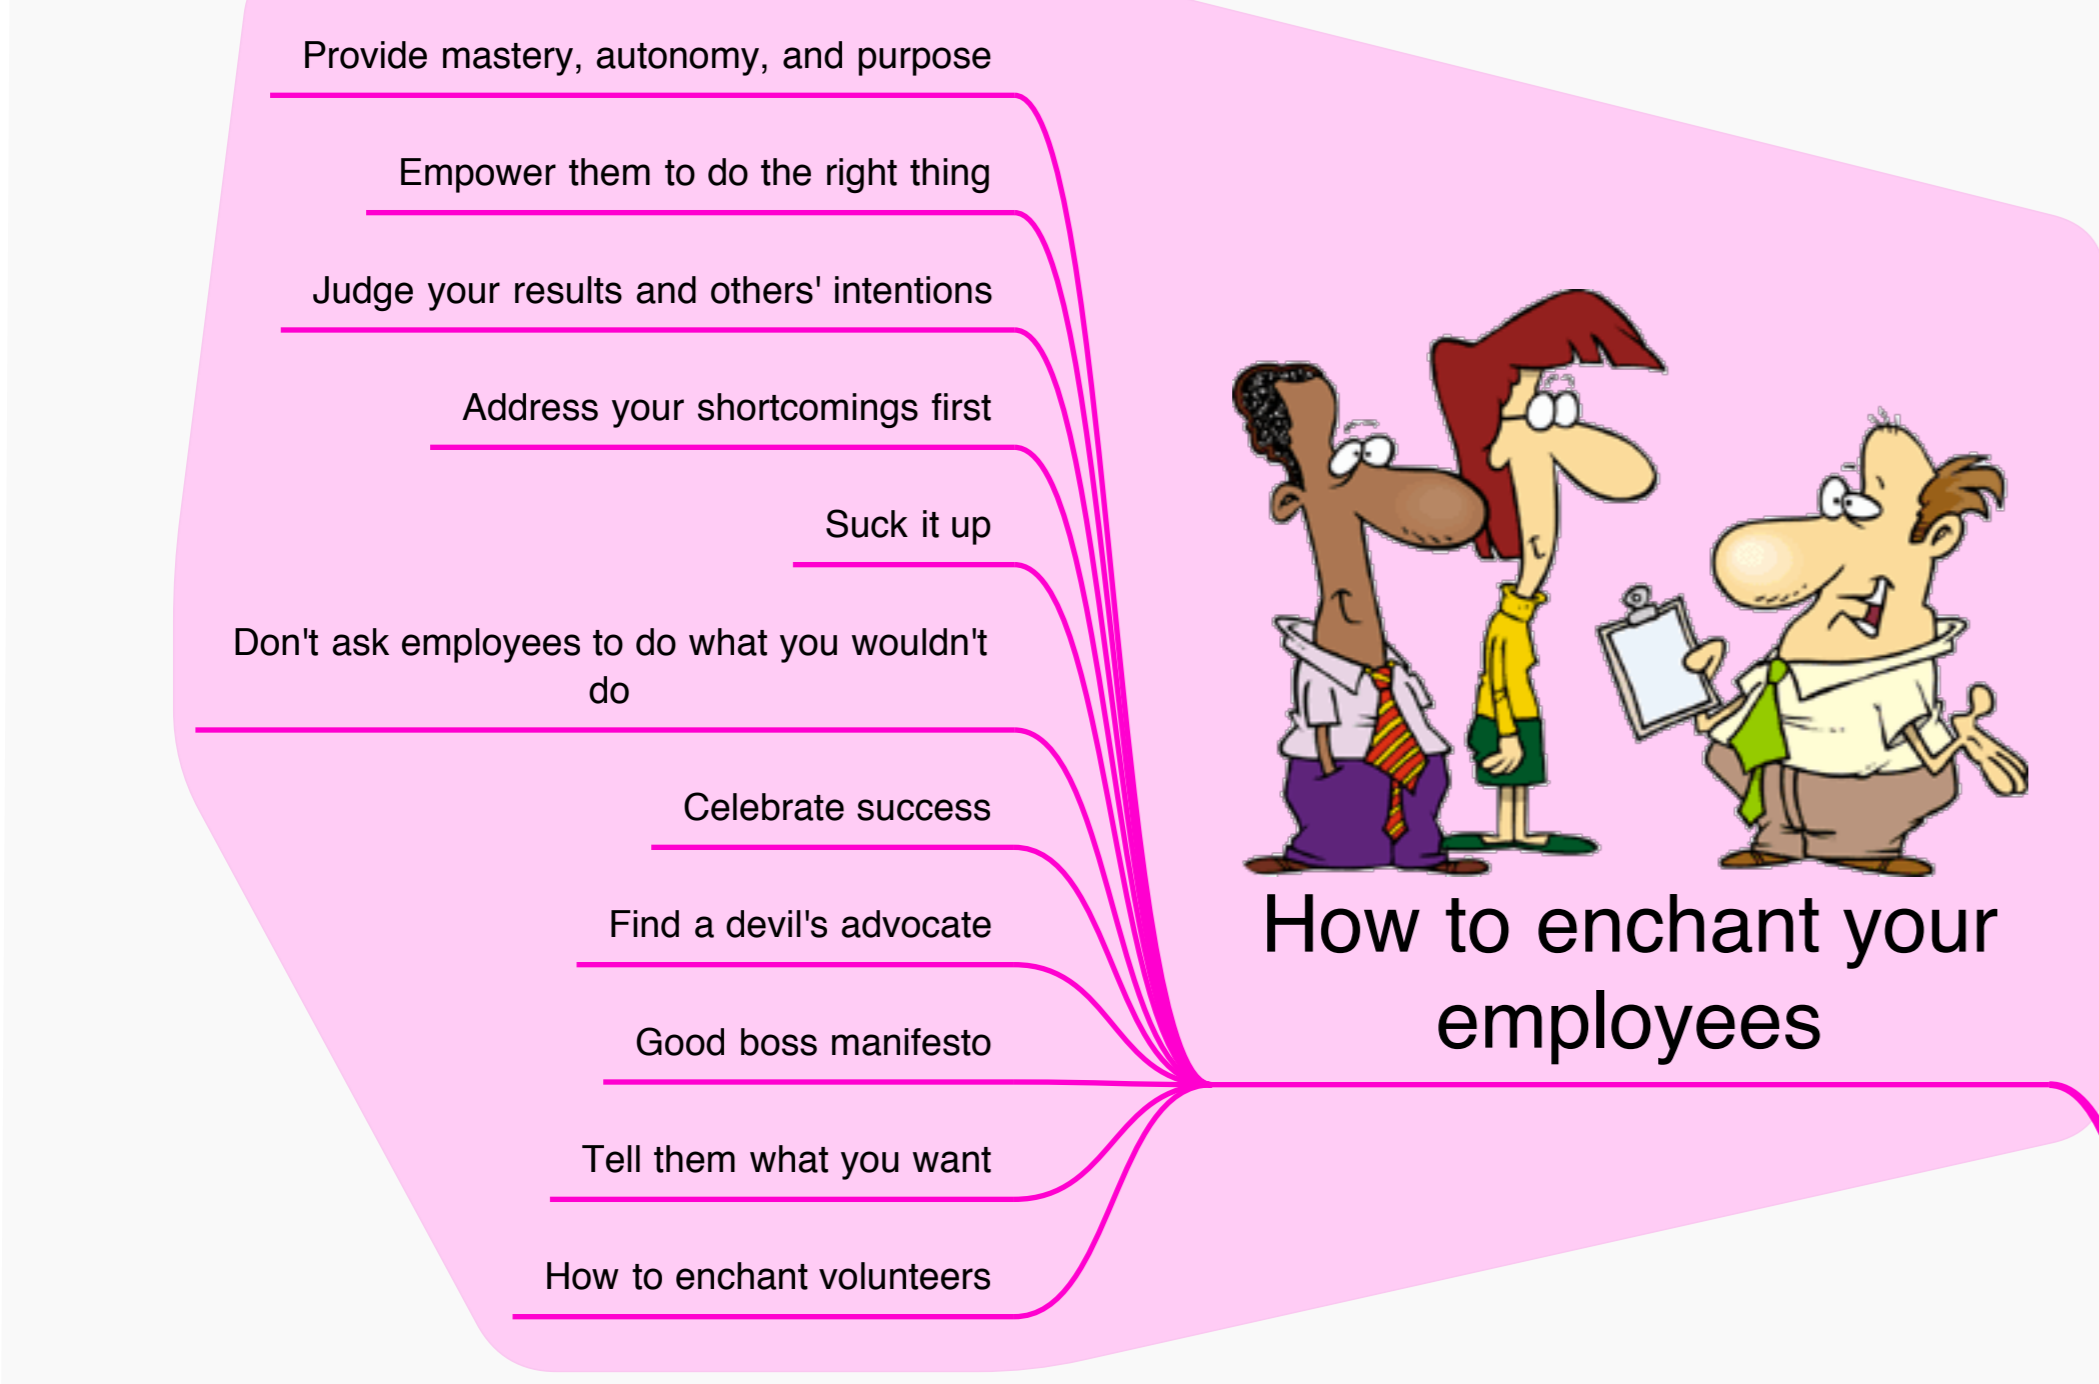 Provide mastery, autonomy, and purpose
Empower them to do the right thing
Judge your results and others' intentions
Address your shortcomings first
Suck it up
Don't ask employees to do what you wouldn't
do
Celebrate success
Find a devil's advocate
Good boss manifesto
Tell them what you want
How to enchant volunteers
How to enchant your
employees